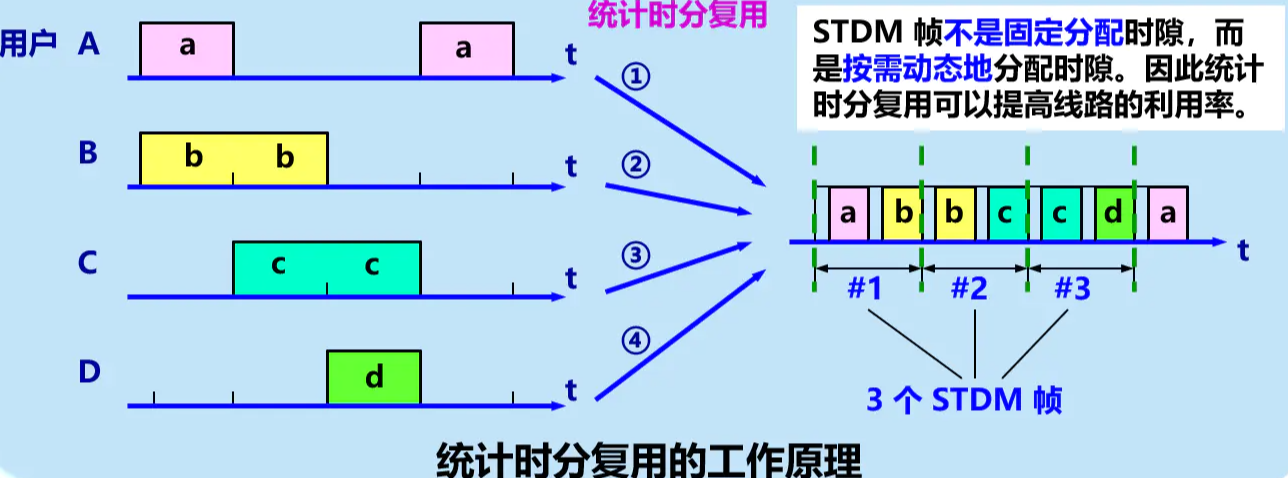 统计时分复用
STDM 帧不是固定分配时隙，而
是按需动态地分配时隙。因此统计
时分复用可以提高线路的利用率。
用户 A a a t
①
B b b t
②
C c c t
③
D d t
④
a b b c c d a
t
#1 #2 #3
3 个 STDM 帧
统计时分复用的工作原理